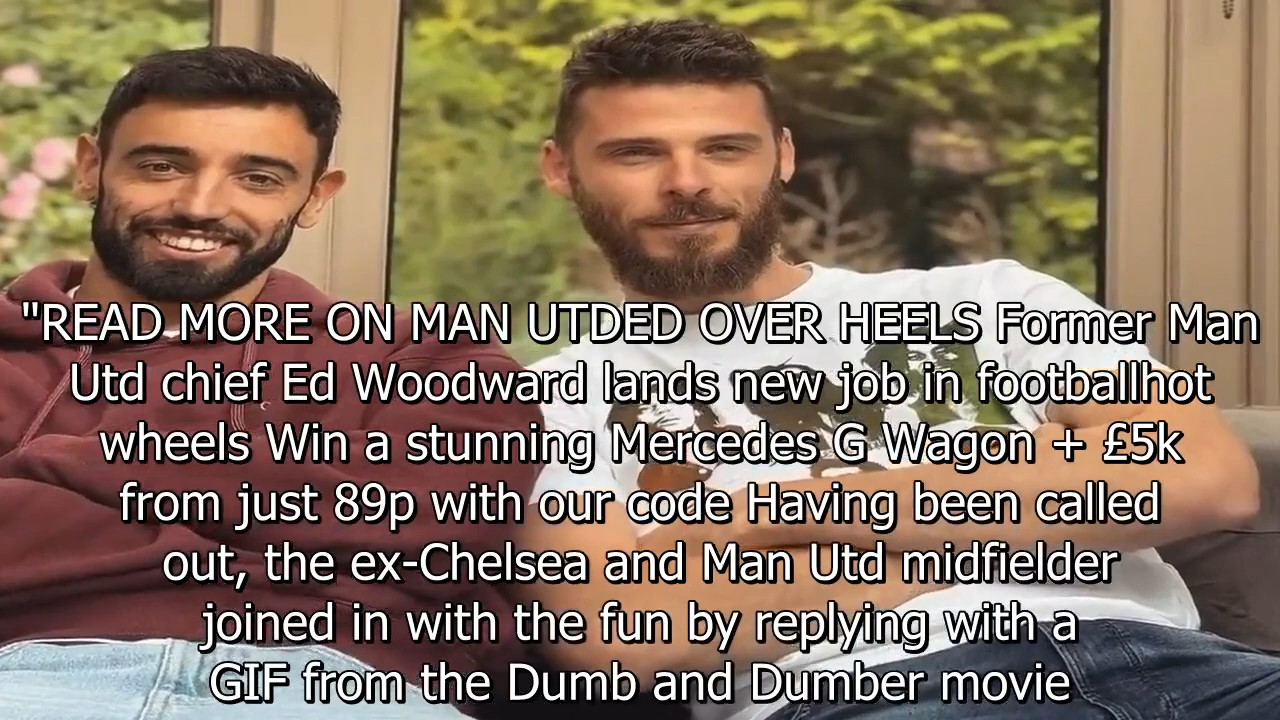 "READ MORE ON MAN UTDED OVER HEELS Former Man
Utd chief Ed Woodward lands new job in footballhot
wheels Win a stunning Mercedes G Wagon + £5k
from just 89p with our code Having been called
out, the ex-Chelsea and Man Utd midfielder
joined in with the fun by replying with a
GIF from the Dumb and Dumber movie